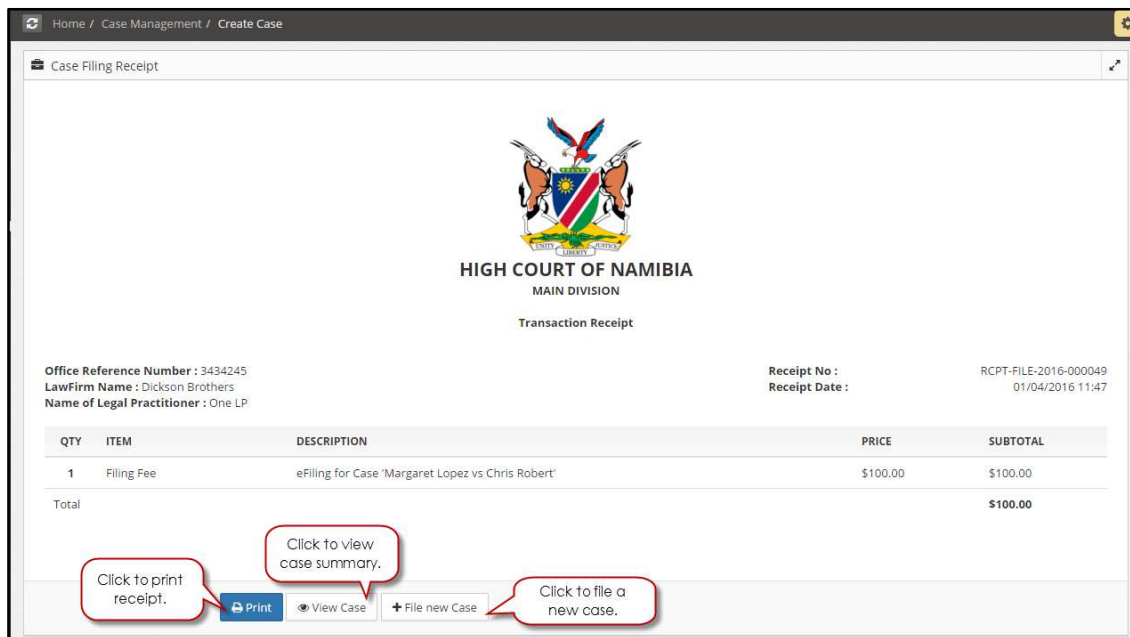 Home / Case Management / Create Case
Case Filing Receipt
UNITY LIBERTY JUSTICE
HIGH COURT OF NAMIBIA
MAIN DIVISION
Transaction Receipt
Office Reference Number : 3434245
LawFirm Name : Dickson Brothers
Name of Legal Practitioner : One LP
Receipt No : RCPT-FILE-2016-000049
Receipt Date : 01/04/2016 11:47
QTY ITEM DESCRIPTION PRICE SUBTOTAL
1 Filing Fee eFiling for Case 'Margaret Lopez vs Chris Robert' $100.00 $100.00
Total $100.00
Click to view
case summary.
Click to print
receipt.
Click to file a
new case.
Print View Case + File new Case